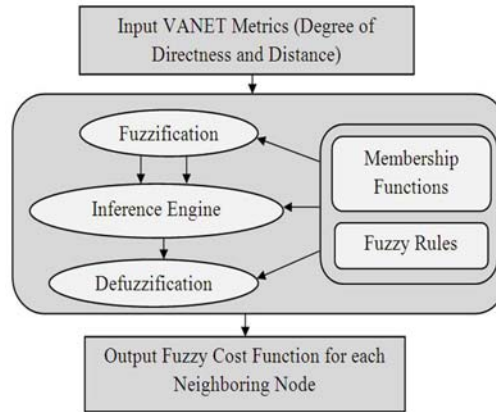 Input VANET Metrics (Degree of
Directness and Distance)
Fuzzification
Inference Engine
Defuzzification
Membership
Functions
Fuzzy Rules
Output Fuzzy Cost Function for each
Neighboring Node